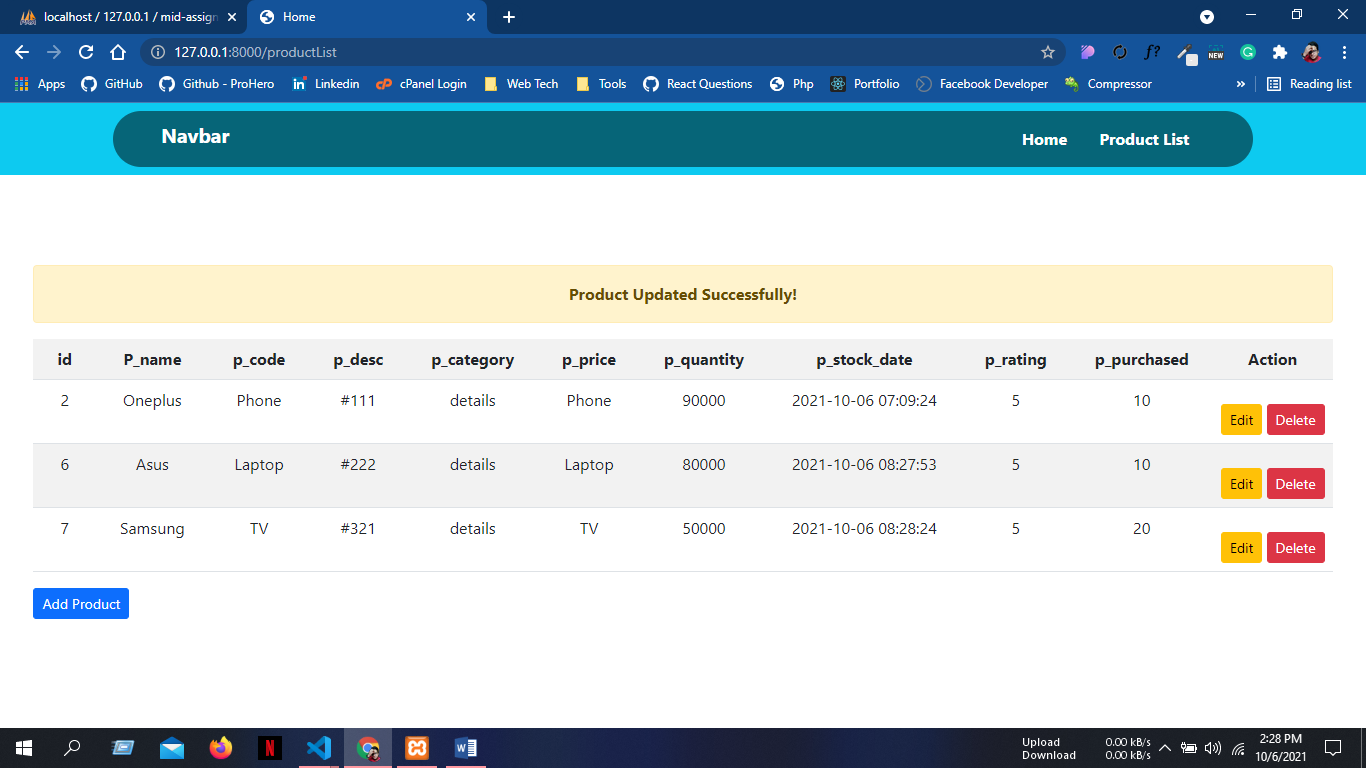 localhost / 127.0.0.1 / mid-assign
Home
127.0.0.1:8000/productList
f?
NEW
G
Apps GitHub Github - ProHero Linkedin cPanel Login Web Tech Tools React Questions Php Portfolio Facebook Developer Compressor » Reading list
Navbar Home Product List
Product Updated Successfully!
id P_name p_code p_desc p_category p_price p_quantity p_stock_date p_rating p_purchased Action
2 Oneplus Phone #111 details Phone 90000 2021-10-06 07:09:24 5 10 Edit Delete
6 Asus Laptop #222 details Laptop 80000 2021-10-06 08:27:53 5 10 Edit Delete
7 Samsung TV #321 details TV 50000 2021-10-06 08:28:24 5 20 Edit Delete
Add Product
Upload 0.00 kB/s
Download 0.00 kB/s
2:28 PM
10/6/2021